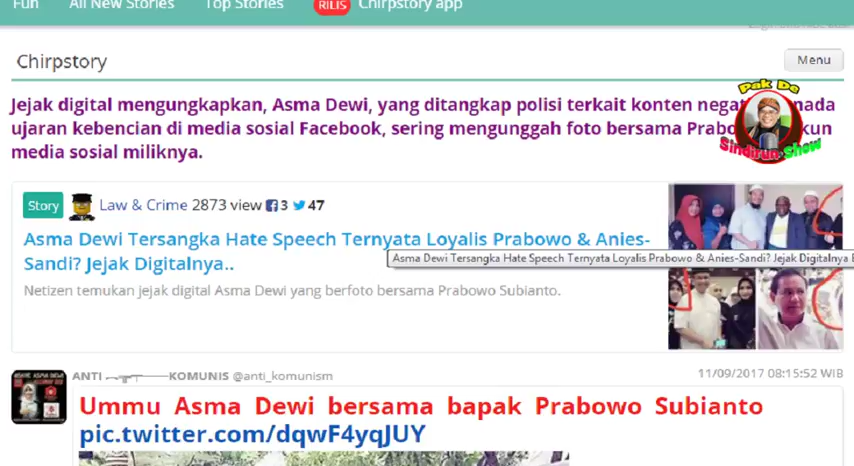 Fun All New Stories Top Stories RILIS Chirpstory app
Chirpstory
Menu
Jejak digital mengungkapkan, Asma Dewi, yang ditangkap polisi terkait konten nada
ujaran kebencian di media sosial Facebook, sering mengunggah foto bersama
media sosial miliknya.
Pak De
Sindirun Show
Story Law & Crime 2873 view 3 47
Asma Dewi Tersangka Hate Speech Ternyata Loyalis Prabowo & Anies-
Sandi? Jejak Digitalnya..
Asma Dewi Tersangka Hate Speech Ternyata Loyalis Prabowo & Anies-Sandi? Jejak Digitalnya
Netizen temukan jejak digital Asma Dewi yang berfoto bersama Prabowo Subianto.
ANTI KOMUNIS @anti_komunism
11/09/2017 08:15:52 WIB
Ummu Asma Dewi bersama bapak Prabowo Subianto
pic.twitter.com/dqwF4yqJUY